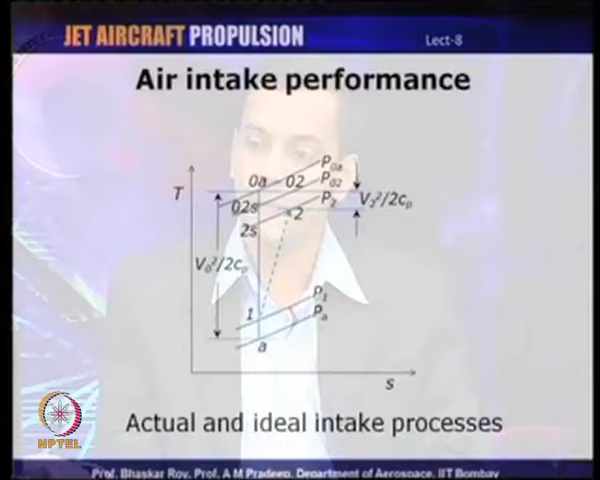 JET AIRCRAFT PROPULSION
Lect-8
Air intake performance
T
0a
02
P0a
P02
P2
V2²/2cp
02s
2
2s
V0²/2cp
1
P1
Pa
a
s
Actual and ideal intake processes
NPTEL
Prof. Bhaskar Roy, Prof. A M Pradeep, Department of Aerospace, IIT Bombay